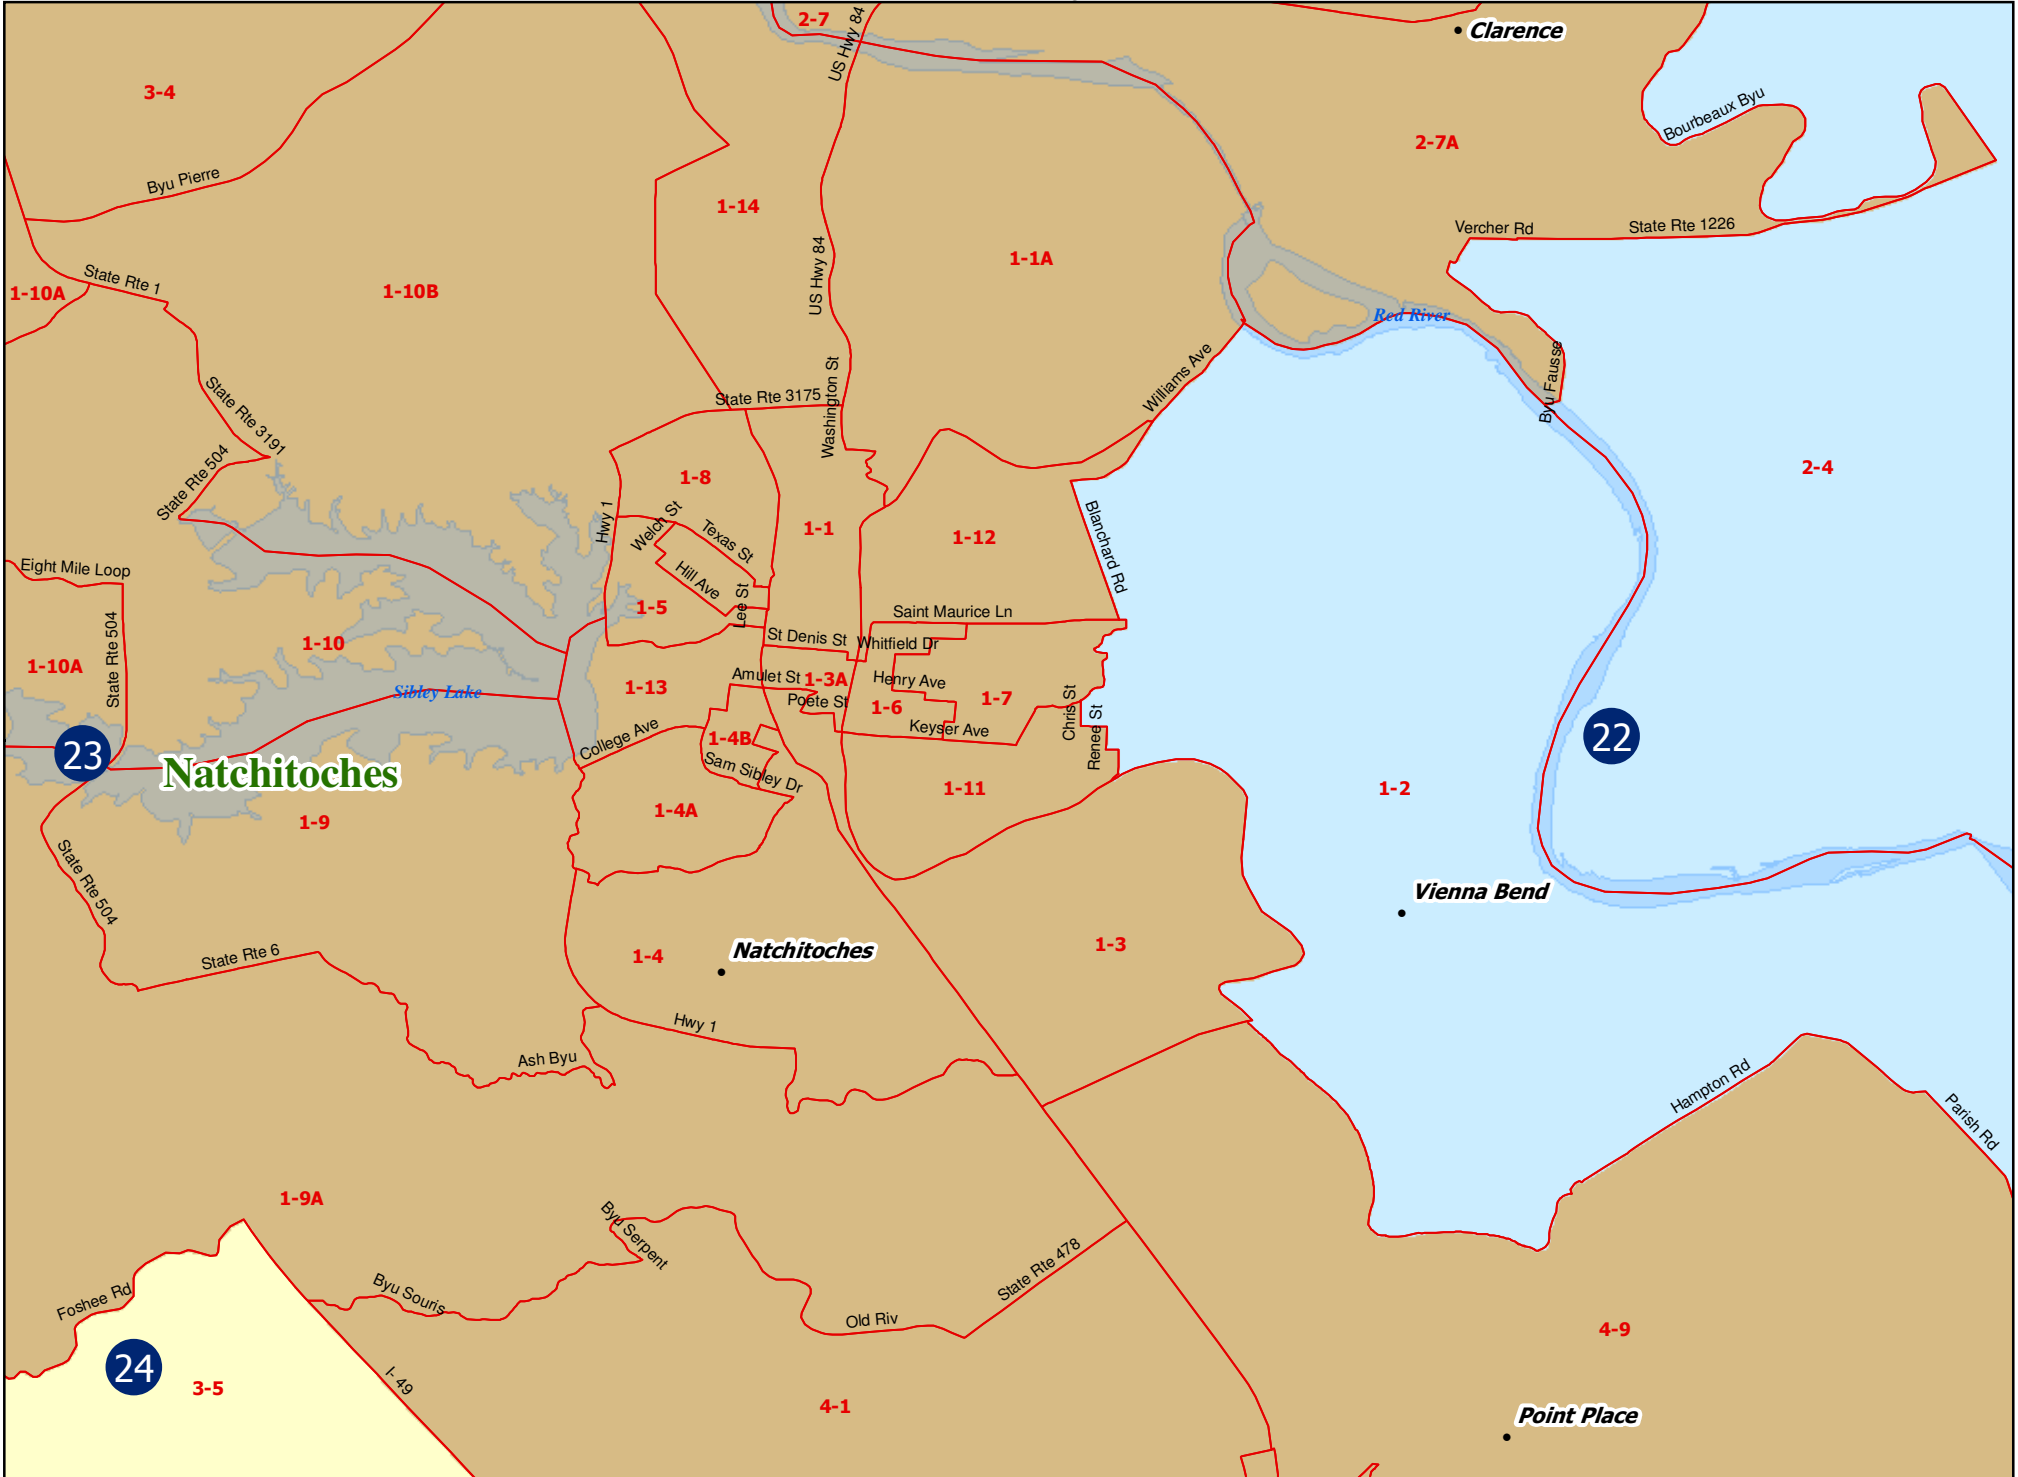 2-7
US Hwy 84
Clarence
3-4
Bourbeaux Byu
2-7A
Byu Pierre
1-14
Vercher Rd
State Rte 1226
1-1A
US Hwy 84
State Rte 1
1-10A
1-10B
Red River
Williams Ave
Byu Fausse
State Rte 3175
Washington St
State Rte 3191
State Rte 504
2-4
1-8
Hwy 1
Welch St
Texas St
1-1
1-12
Blanchard Rd
Eight Mile Loop
Hill Ave
Lee St
1-5
Saint Maurice Ln
State Rte 504
1-10
St Denis St
Whitfield Dr
1-10A
Sibley Lake
1-13
Amulet St
1-3A
Henry Ave
Poete St
1-6
1-7
Chris St
Renee St
Keyser Ave
College Ave
1-4B
22
23
Natchitoches
Sam Sibley Dr
1-11
1-2
1-4A
1-9
State Rte 504
Vienna Bend
State Rte 6
1-4
Natchitoches
1-3
Hwy 1
Ash Byu
Hampton Rd
Parish Rd
1-9A
Byu Serpent
State Rte 478
Foshee Rd
Byu Souris
Old Riv
4-9
24
3-5
I- 49
4-1
Point Place